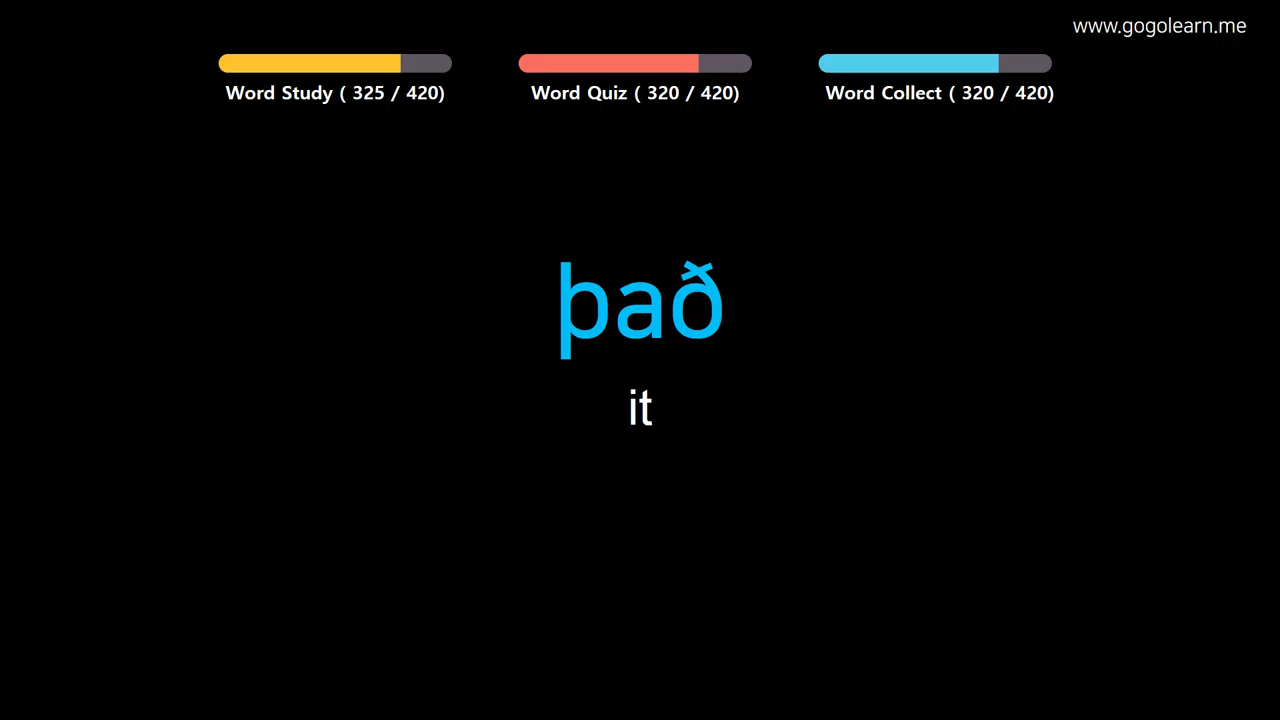 www.gogolearn.me
Word Study ( 325 / 420)
Word Quiz ( 320 / 420)
Word Collect ( 320 / 420)
það
it